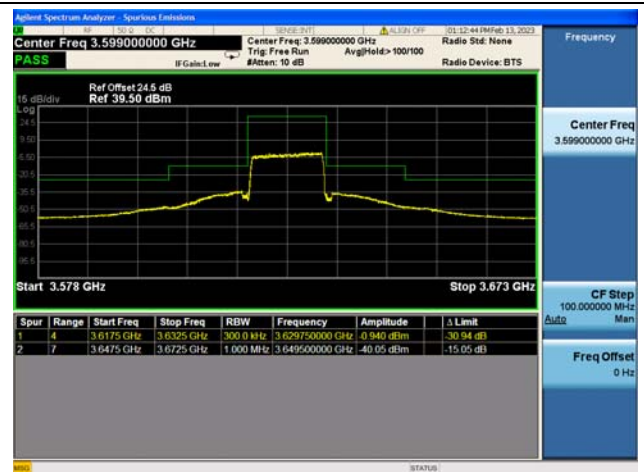 Agilent Spectrum Analyzer - Spurious Emissions
RF 50 Ω DC SENSE:INT ALIGN OFF 01:12:44 PM Feb 13, 2023
Center Freq 3.599000000 GHz
Center Freq: 3.599000000 GHz
Radio Std: None
Trig: Free Run Avg|Hold:> 100/100
PASS
IFGain:Low
#Atten: 10 dB
Radio Device: BTS
Frequency
Ref Offset 24.5 dB
15 dB/div Ref 39.50 dBm
Log
24.5
9.50
-20.5
Center Freq
3.599000000 GHz
Start 3.578 GHz
Stop 3.673 GHz
CF Step
100.000000 MHz
Auto Man
Spur Range Start Freq Stop Freq RBW Frequency Amplitude Δ Limit
1 4 3.6175 GHz 3.6325 GHz 300.0 kHz 3.629750000 GHz -0.940 dBm -30.94 dB
2 7 3.6475 GHz 3.6725 GHz 1.000 MHz 3.649500000 GHz -40.05 dBm -15.05 dB
Freq Offset
0 Hz
MSG
STATUS